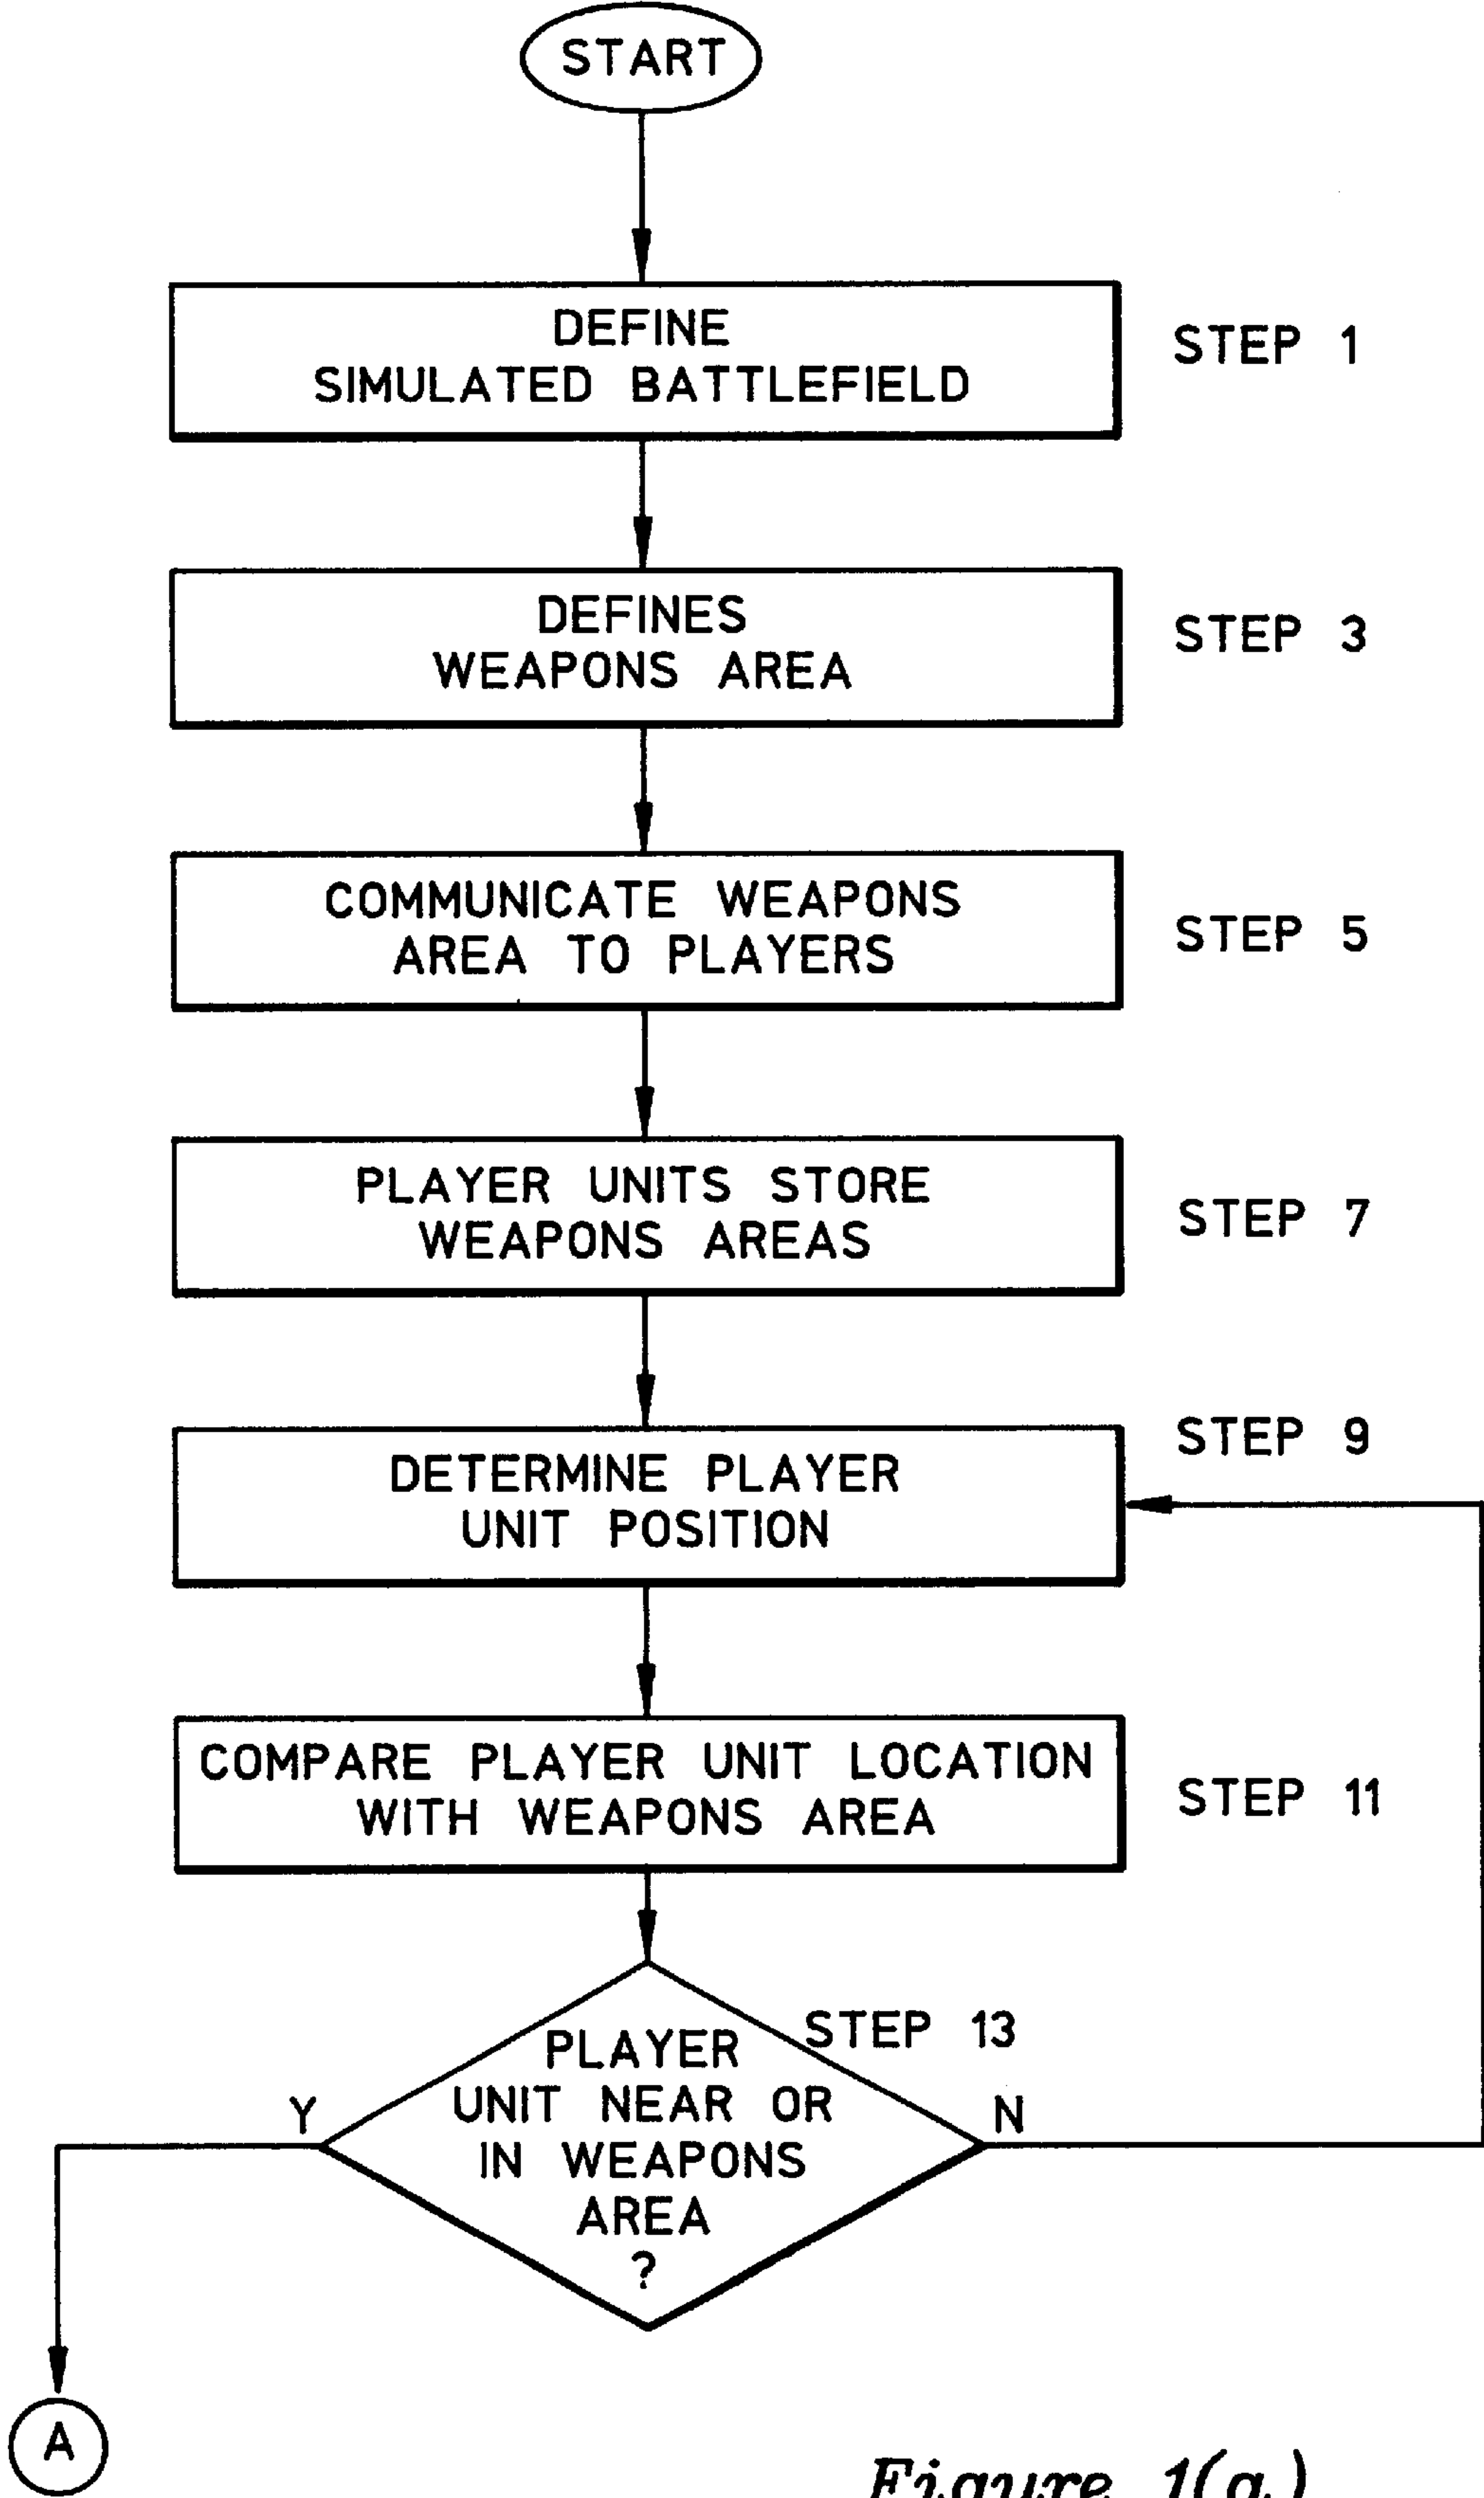 START
DEFINE
SIMULATED BATTLEFIELD
STEP 1
DEFINES
WEAPONS AREA
STEP 3
COMMUNICATE WEAPONS
AREA TO PLAYERS
STEP 5
PLAYER UNITS STORE
WEAPONS AREAS
STEP 7
DETERMINE PLAYER
UNIT POSITION
STEP 9
COMPARE PLAYER UNIT LOCATION
WITH WEAPONS AREA
STEP 11
STEP 13
PLAYER
UNIT NEAR OR
IN WEAPONS
AREA
?
Y
N
A
Figure 1(a)